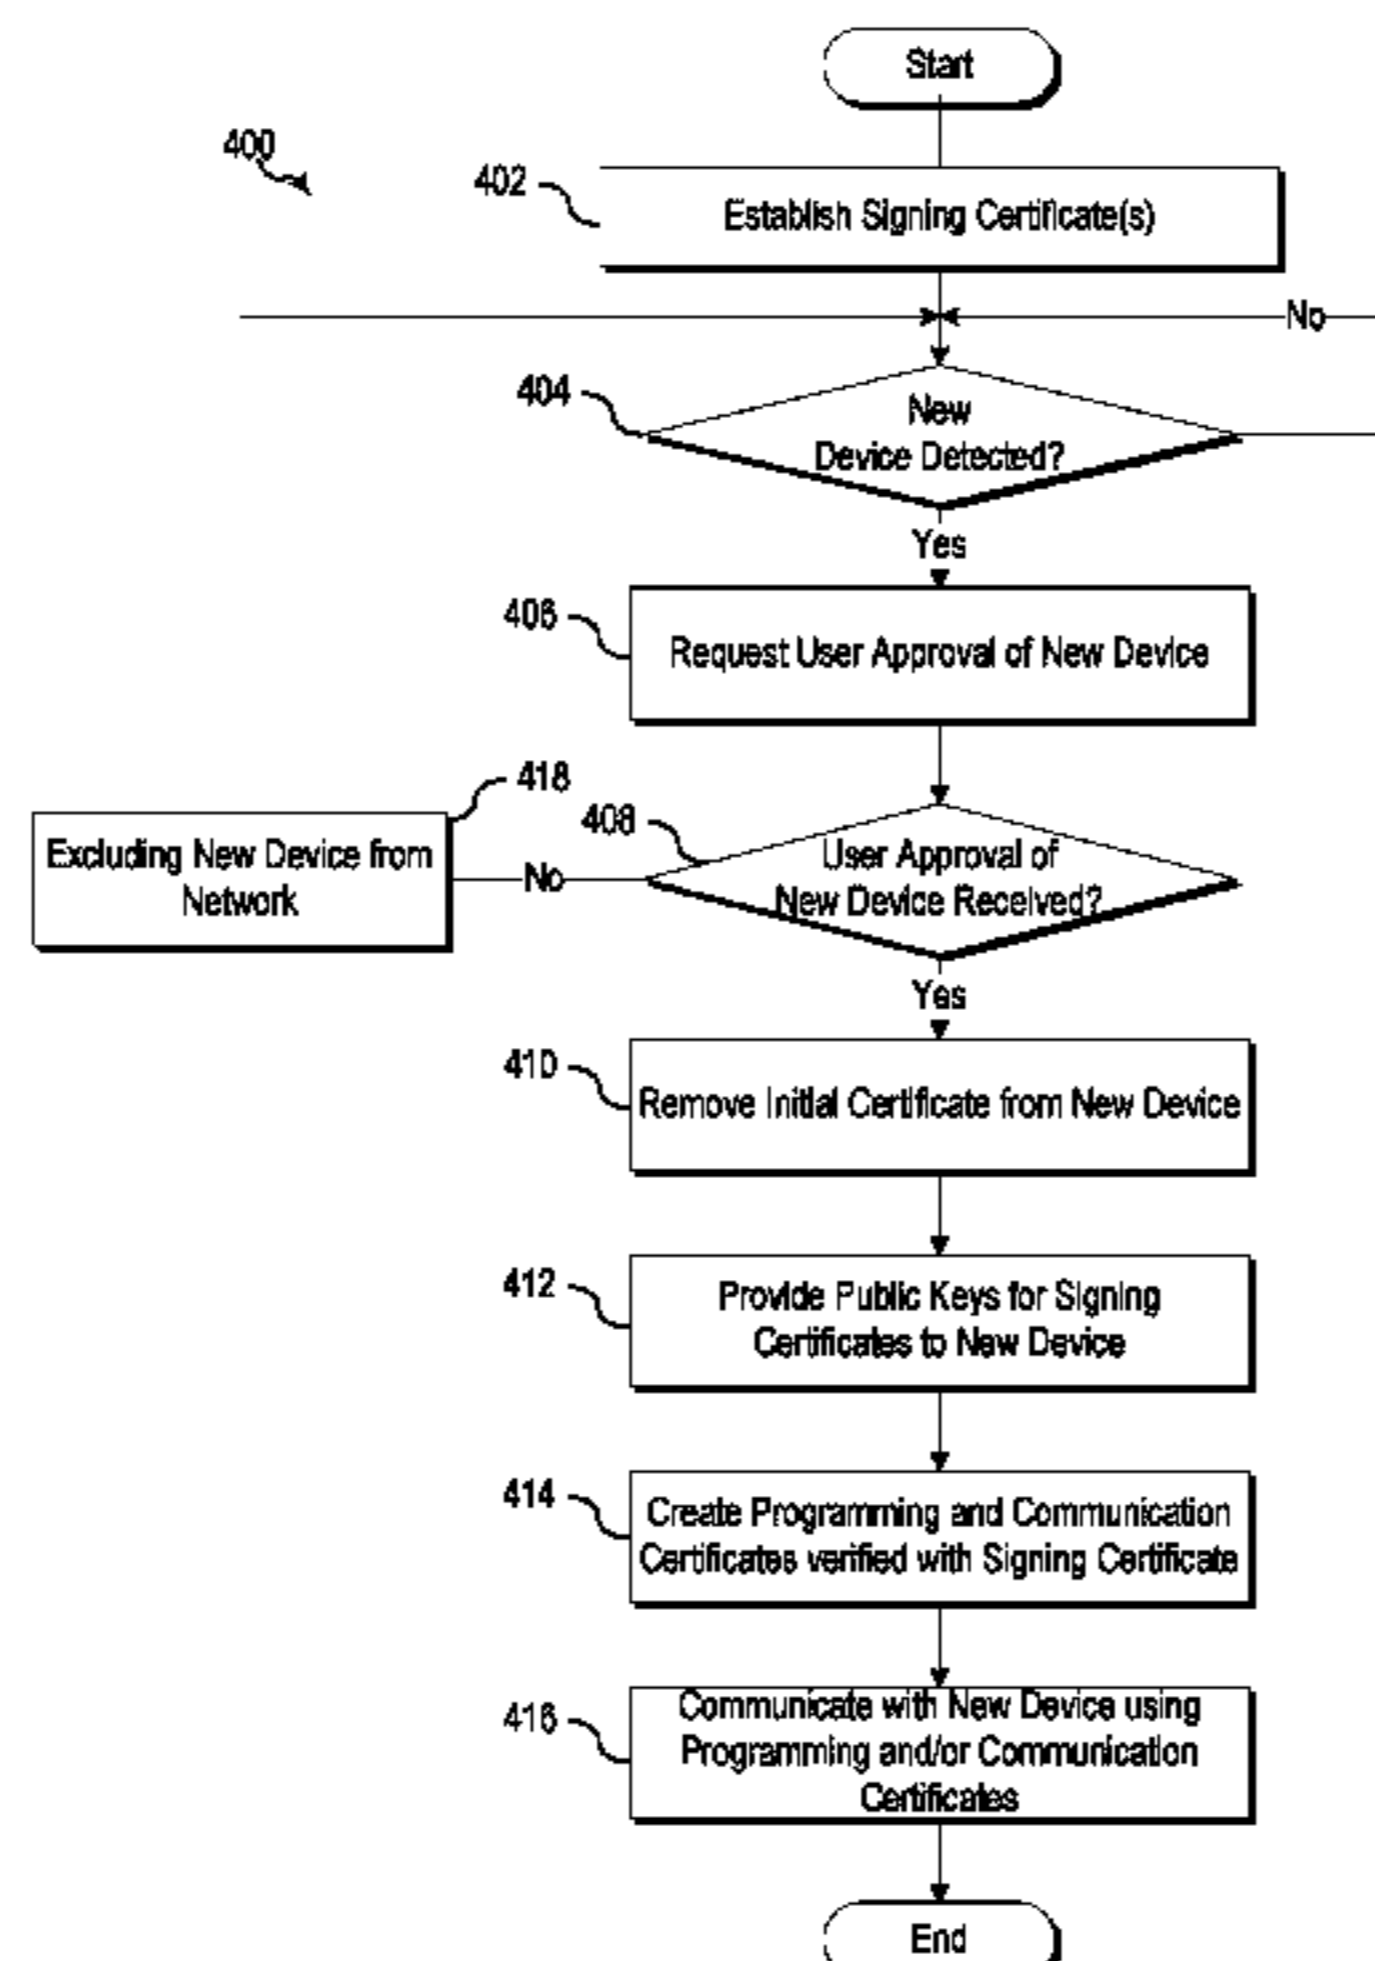 Start
400
402
Establish Signing Certificate(s)
No
404
New
Device Detected?
Yes
406
Request User Approval of New Device
418
Excluding New Device from
Network
No
408
User Approval of
New Device Received?
Yes
410
Remove Initial Certificate from New Device
412
Provide Public Keys for Signing
Certificates to New Device
414
Create Programming and Communication
Certificates verified with Signing Certificate
416
Communicate with New Device using
Programming and/or Communication
Certificates
End